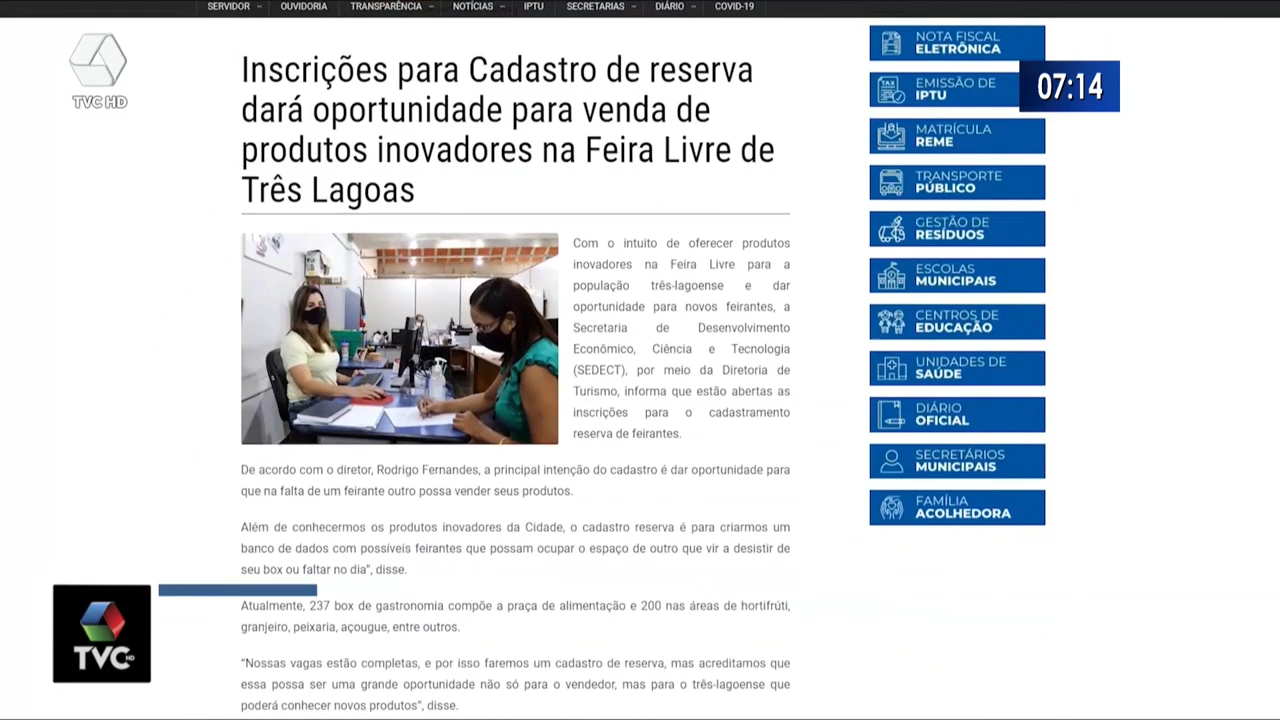 SERVIDOR OUVIDORIA TRANSPARÊNCIA NOTÍCIAS IPTU SECRETARIAS DIÁRIO COVID-19
TVC HD
Inscrições para Cadastro de reserva
dará oportunidade para venda de
produtos inovadores na Feira Livre de
Três Lagoas
Com o intuito de oferecer produtos
inovadores na Feira Livre para a
população três-lagoense e dar
oportunidade para novos feirantes, a
Secretaria de Desenvolvimento
Econômico, Ciência e Tecnologia
(SEDECT), por meio da Diretoria de
Turismo, informa que estão abertas as
inscrições para o cadastramento
reserva de feirantes.
De acordo com o diretor, Rodrigo Fernandes, a principal intenção do cadastro é dar oportunidade para
que na falta de um feirante outro possa vender seus produtos.
Além de conhecermos os produtos inovadores da Cidade, o cadastro reserva é para criarmos um
banco de dados com possíveis feirantes que possam ocupar o espaço de outro que vir a desistir de
seu box ou faltar no dia”, disse.
Atualmente, 237 box de gastronomia compõe a praça de alimentação e 200 nas áreas de hortifrúti,
granjeiro, peixaria, açougue, entre outros.
“Nossas vagas estão completas, e por isso faremos um cadastro de reserva, mas acreditamos que
essa possa ser uma grande oportunidade não só para o vendedor, mas para o três-lagoense que
poderá conhecer novos produtos”, disse.
NOTA FISCAL
ELETRÔNICA
EMISSÃO DE
IPTU
07:14
MATRÍCULA
REME
TRANSPORTE
PÚBLICO
GESTÃO DE
RESÍDUOS
ESCOLAS
MUNICIPAIS
CENTROS DE
EDUCAÇÃO
UNIDADES DE
SAÚDE
DIÁRIO
OFICIAL
SECRETÁRIOS
MUNICIPAIS
FAMÍLIA
ACOLHEDORA
TVC HD